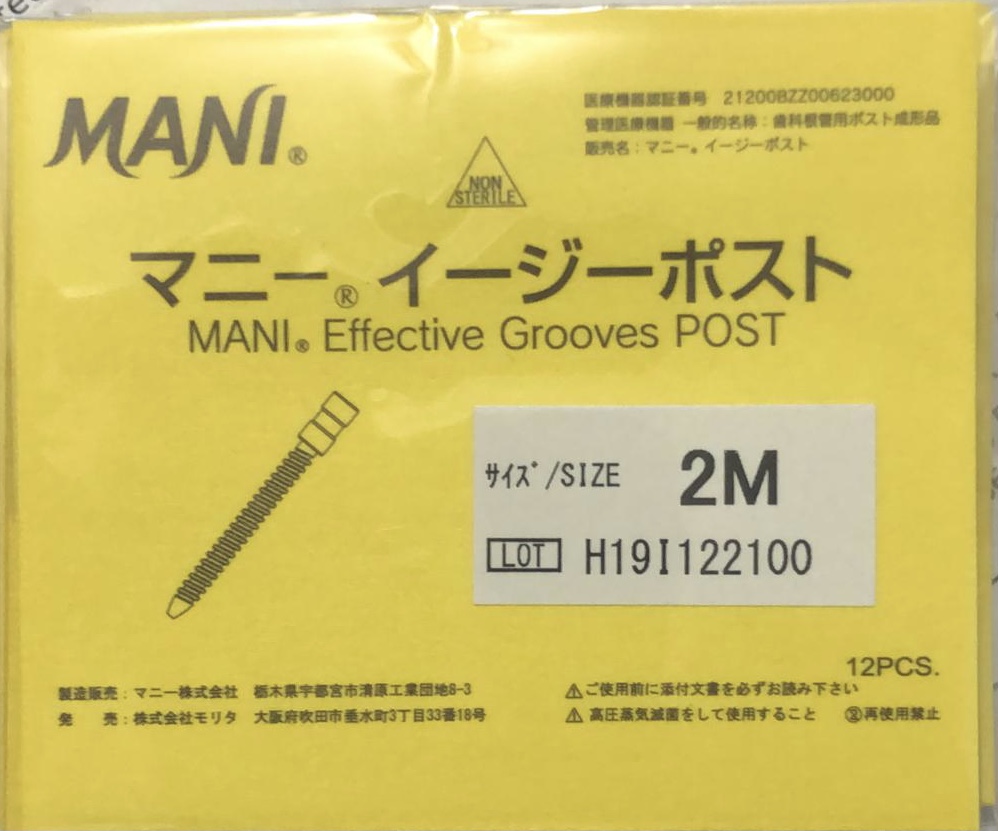 MANI®
医療機器認証番号 21200BZZ00623000
管理医療機器 一般的名称：歯科根管用ポスト成形品
販売名：マニー®イージーポスト
NON
STERILE
マニー®イージーポスト
MANI® Effective Grooves POST
ｻｲｽﾞ/SIZE 2M
LOT H19I122100
12PCS.
製造販売：マニー株式会社 栃木県宇都宮市清原工業団地8-3
発　売：株式会社モリタ 大阪府吹田市垂水町3丁目33番18号
⚠ご使用前に添付文書を必ずお読み下さい
⚠ 高圧蒸気滅菌をして使用すること ②再使用禁止